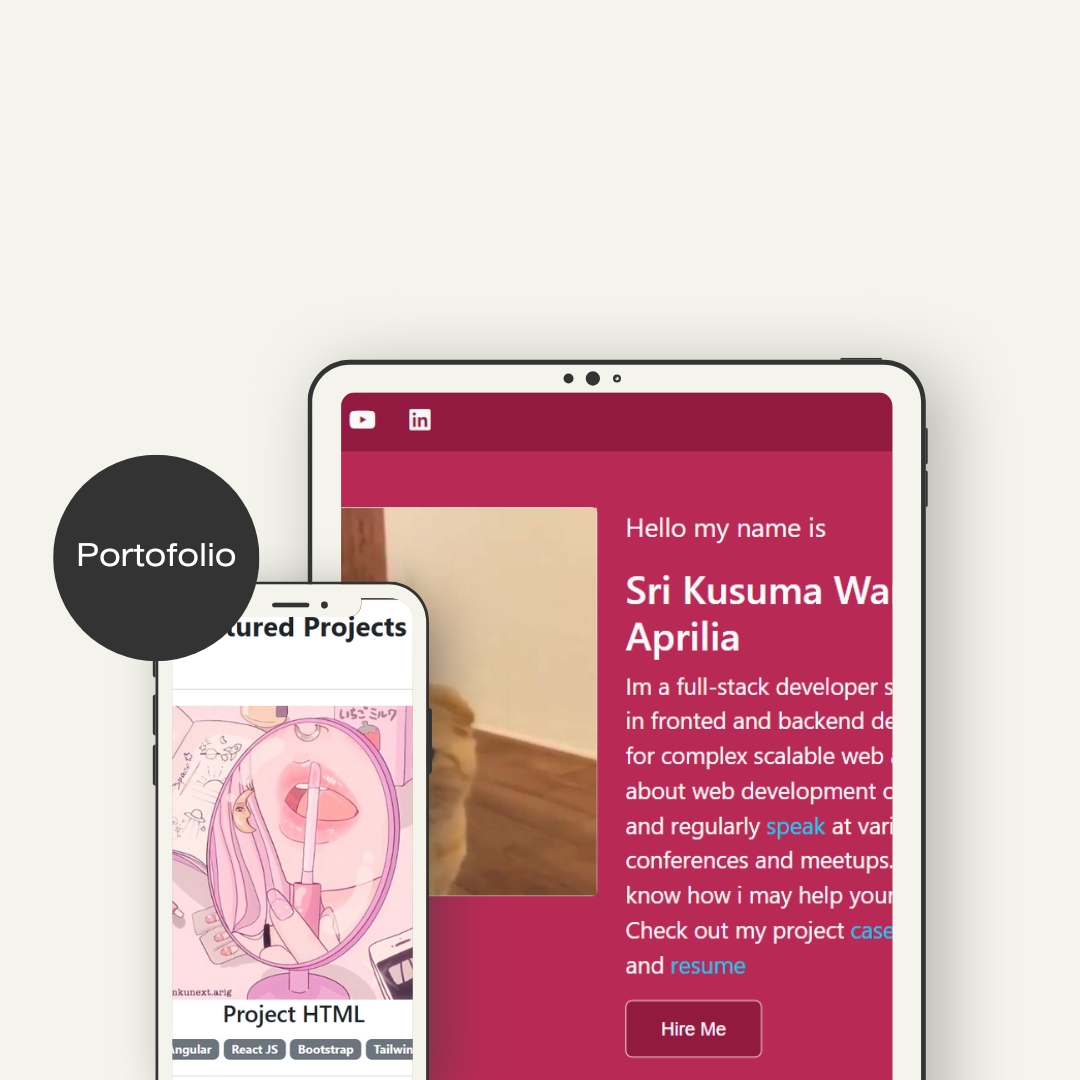 Portofolio
Hello my name is
Sri Kusuma Wa
Aprilia
Im a full-stack developer s
in fronted and backend de
for complex scalable web
about web development
and regularly speak at vari
conferences and meetups.
know how i may help your
Check out my project case
and resume
Hire Me
tured Projects
いちごミルク
space
nkunext.arig
Project HTML
Angular React JS Bootstrap Tailwin